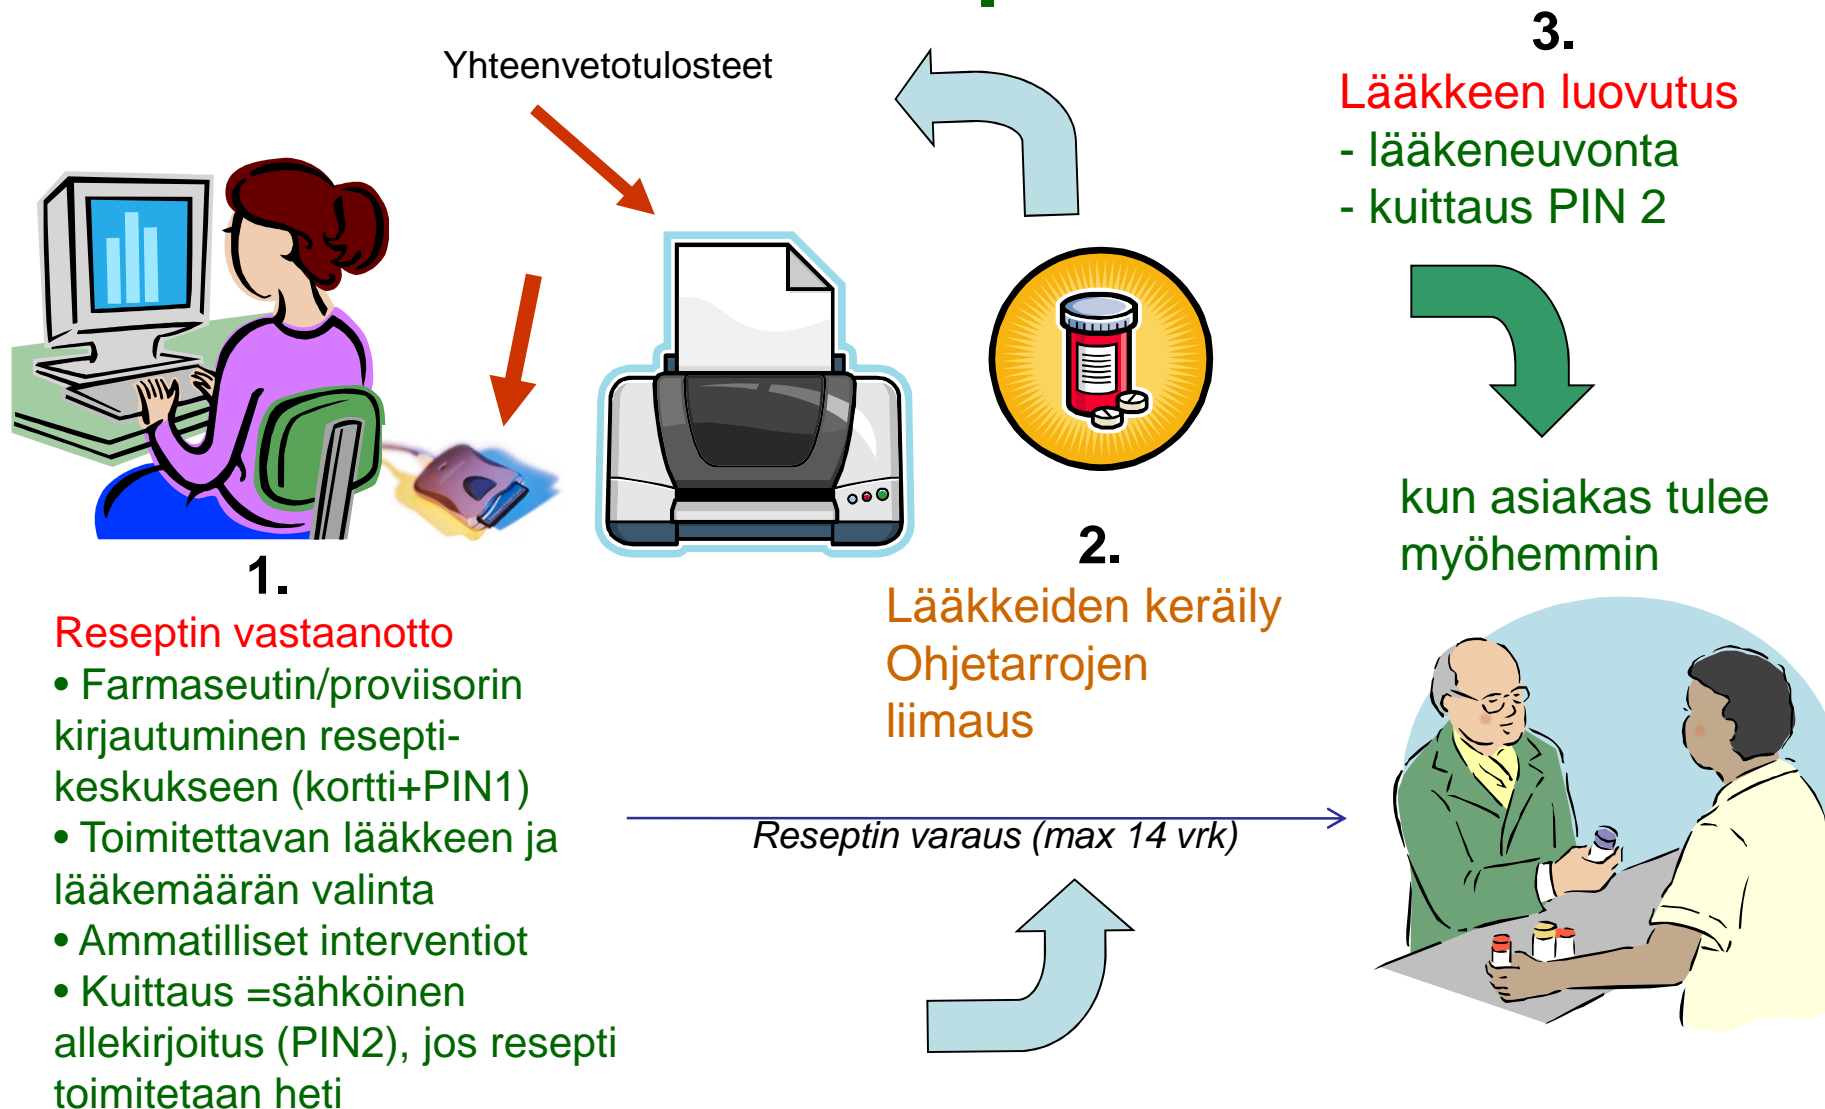 Yhteenvetotulosteet
1.
Reseptin vastaanotto
• Farmaseutin/proviisorin
kirjautuminen resepti-
keskukseen (kortti+PIN1)
• Toimitettavan lääkkeen ja
lääkemäärän valinta
• Ammatilliset interventiot
• Kuittaus =sähköinen
allekirjoitus (PIN2), jos resepti
toimitetaan heti
2.
Lääkkeiden keräily
Ohjetarrojen
liimaus
Reseptin varaus (max 14 vrk)
3.
Lääkkeen luovutus
- lääkeneuvonta
- kuittaus PIN 2
kun asiakas tulee
myöhemmin